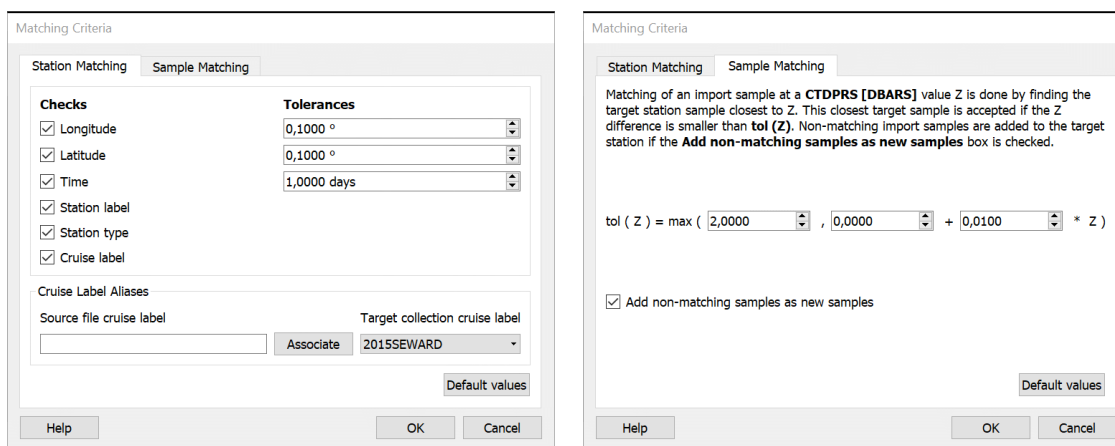 Matching Criteria
Station Matching
Sample Matching
Checks
Tolerances
Longitude
0,1000 º
Latitude
0,1000 º
Time
1,0000 days
Station label
Station type
Cruise label
Cruise Label Aliases
Source file cruise label
Target collection cruise label
Associate
2015SEWARD
Default values
Help
OK
Cancel
Matching Criteria
Station Matching
Sample Matching
Matching of an import sample at a CTDPRS [DBARS] value Z is done by finding the
target station sample closest to Z. This closest target sample is accepted if the Z
difference is smaller than tol (Z). Non-matching import samples are added to the target
station if the Add non-matching samples as new samples box is checked.
tol ( Z ) = max ( 2,0000 , 0,0000 + 0,0100 * Z )
Add non-matching samples as new samples
Default values
Help
OK
Cancel